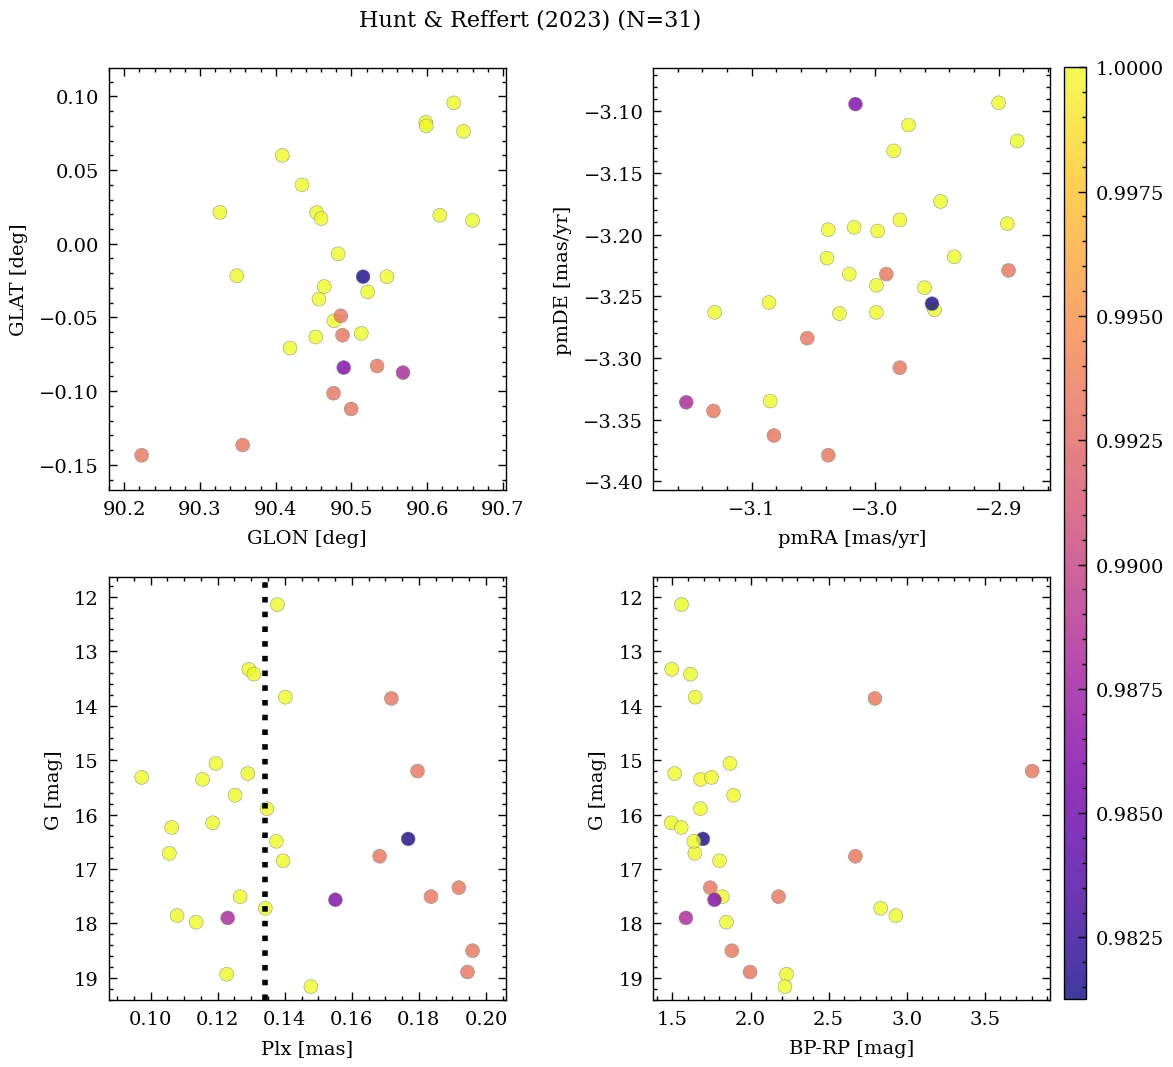 Hunt & Reffert (2023) (N=31)
0.10
0.05
0.00
−0.05
−0.10
−0.15
GLAT [deg]
90.2 90.3 90.4 90.5 90.6 90.7
GLON [deg]
−3.10
−3.15
−3.20
−3.25
−3.30
−3.35
−3.40
pmDE [mas/yr]
−3.1 −3.0 −2.9
pmRA [mas/yr]
12
13
14
15
16
17
18
19
G [mag]
0.10 0.12 0.14 0.16 0.18 0.20
Plx [mas]
12
13
14
15
16
17
18
19
G [mag]
1.5 2.0 2.5 3.0 3.5
BP-RP [mag]
1.0000
0.9975
0.9950
0.9925
0.9900
0.9875
0.9850
0.9825